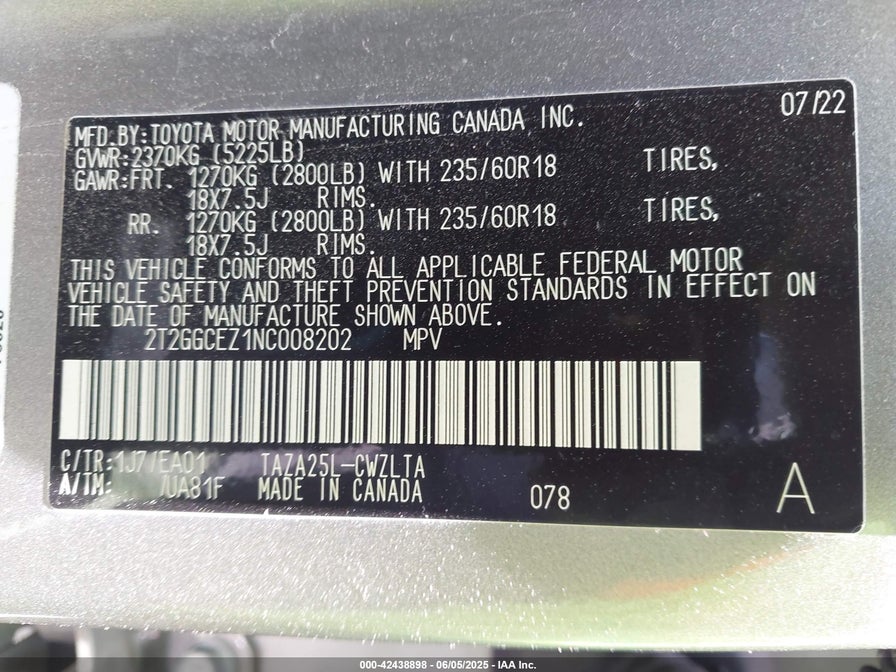 07/22
MFD.BY:TOYOTA MOTOR MANUFACTURING CANADA INC.
GVWR:2370KG (5225LB)
GAWR:FRT. 1270KG (2800LB) WITH 235/60R18 TIRES,
18X7.5J RIMS.
RR. 1270KG (2800LB) WITH 235/60R18 TIRES,
18X7.5J RIMS.
THIS VEHICLE CONFORMS TO ALL APPLICABLE FEDERAL MOTOR
VEHICLE SAFETY AND THEFT PREVENTION STANDARDS IN EFFECT ON
THE DATE OF MANUFACTURE SHOWN ABOVE.
2T2GGCEZ1NC008202 MPV
C/TR:1J7/EA01 TAZA25L-CWZLTA
A/TM: /UA81F MADE IN CANADA 078 A
000-42438898 - 06/05/2025 - IAA Inc.